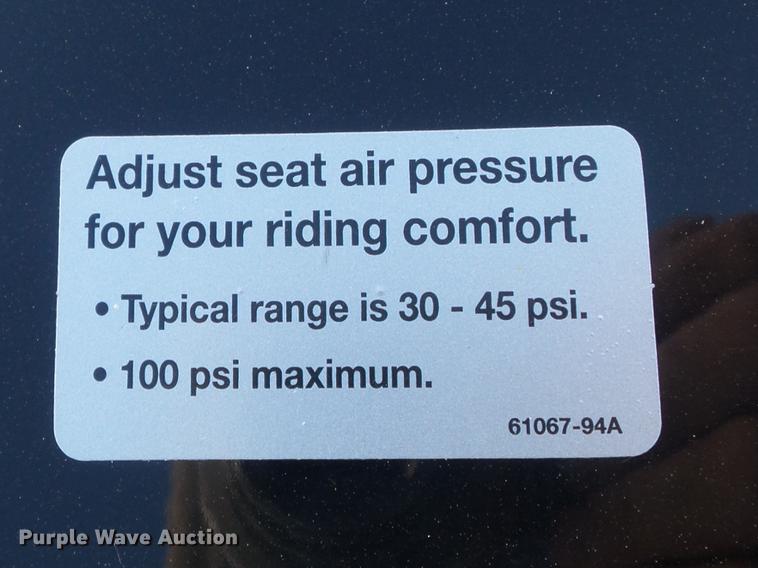 Adjust seat air pressure
for your riding comfort.
• Typical range is 30 - 45 psi.
• 100 psi maximum.
61067-94A
Purple Wave Auction